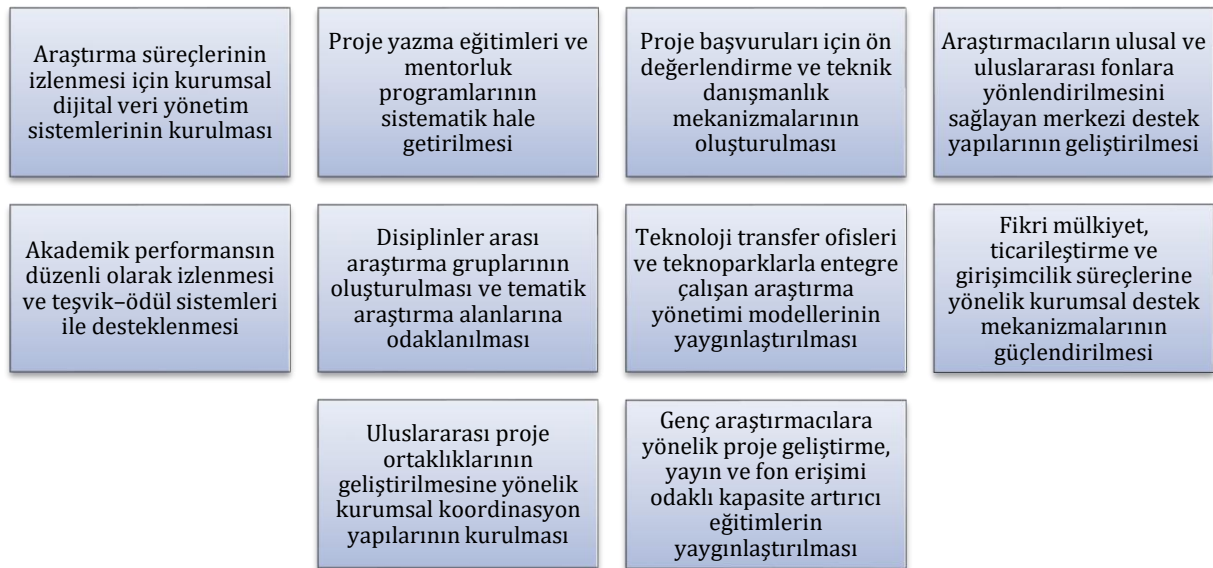 Araştırma süreçlerinin
izlenmesi için kurumsal
dijital veri yönetim
sistemlerinin kurulması
Proje yazma eğitimleri ve
mentorluk
programlarının
sistematik hale
getirilmesi
Proje başvuruları için ön
değerlendirme ve teknik
danışmanlık
mekanizmalarının
oluşturulması
Araştırmacıların ulusal ve
uluslararası fonlara
yönlendirilmesini
sağlayan merkezi destek
yapılarının geliştirilmesi
Akademik performansın
düzenli olarak izlenmesi
ve teşvik–ödül sistemleri
ile desteklenmesi
Disiplinler arası
araştırma gruplarının
oluşturulması ve tematik
araştırma alanlarına
odaklanılması
Teknoloji transfer ofisleri
ve teknoparklarla entegre
çalışan araştırma
yönetimi modellerinin
yaygınlaştırılması
Fikri mülkiyet,
ticarileştirme ve
girişimcilik süreçlerine
yönelik kurumsal destek
mekanizmalarının
güçlendirilmesi
Uluslararası proje
ortaklıklarının
geliştirilmesine yönelik
kurumsal koordinasyon
yapılarının kurulması
Genç araştırmacılara
yönelik proje geliştirme,
yayın ve fon erişimi
odaklı kapasite artırıcı
eğitimlerin
yaygınlaştırılması